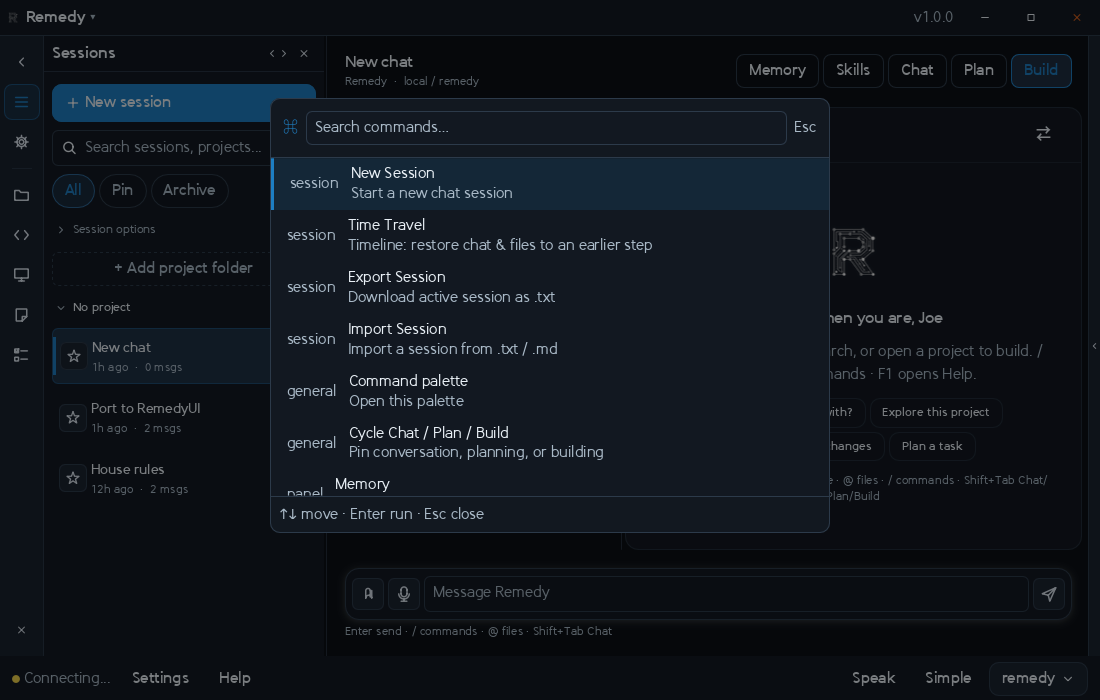 Remedy
v1.0.0
Sessions
+ New session
Search sessions, projects...
All
Pin
Archive
Session options
+ Add project folder
No project
New chat
1h ago · 0 msgs
Port to RemedyUI
1h ago · 2 msgs
House rules
12h ago · 2 msgs
New chat
Remedy · local / remedy
Memory
Skills
Chat
Plan
Build
Search commands...
Esc
session
New Session
Start a new chat session
session
Time Travel
Timeline: restore chat & files to an earlier step
session
Export Session
Download active session as .txt
session
Import Session
Import a session from .txt / .md
general
Command palette
Open this palette
general
Cycle Chat / Plan / Build
Pin conversation, planning, or building
panel
Memory
↑↓ move · Enter run · Esc close
you are, Joe
or open a project to build. /
· F1 opens Help.
with?
Explore this project
Plan a task
· @ files · / commands · Shift+Tab Chat/
Plan/Build
Message Remedy
Enter send · / commands · @ files · Shift+Tab Chat
Connecting...
Settings
Help
Speak
Simple
remedy